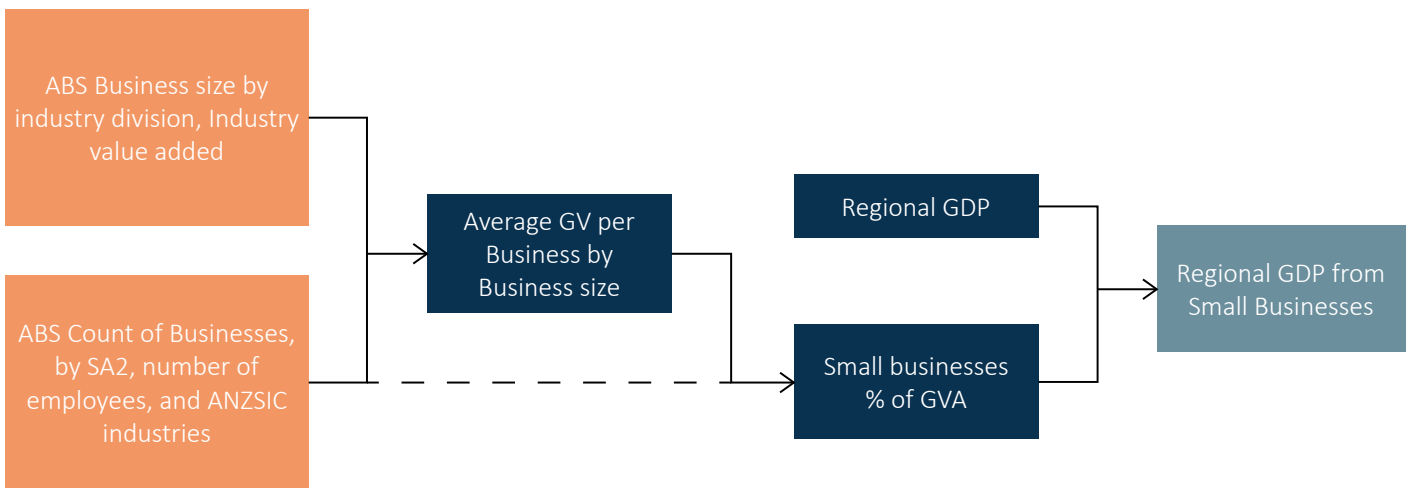 ABS Business size by
industry division, Industry
value added
ABS Count of Businesses,
by SA2, number of
employees, and ANZSIC
industries
Average GV per
Business by
Business size
Regional GDP
Small businesses
% of GVA
Regional GDP from
Small Businesses